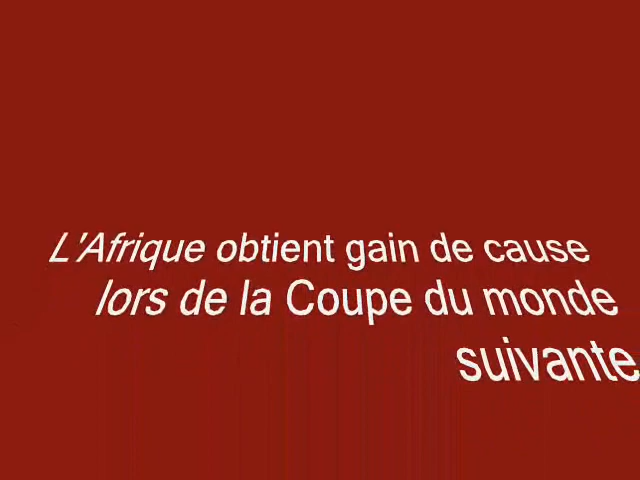 L'Afrique obtient gain de cause
lors de la Coupe du monde
suivante